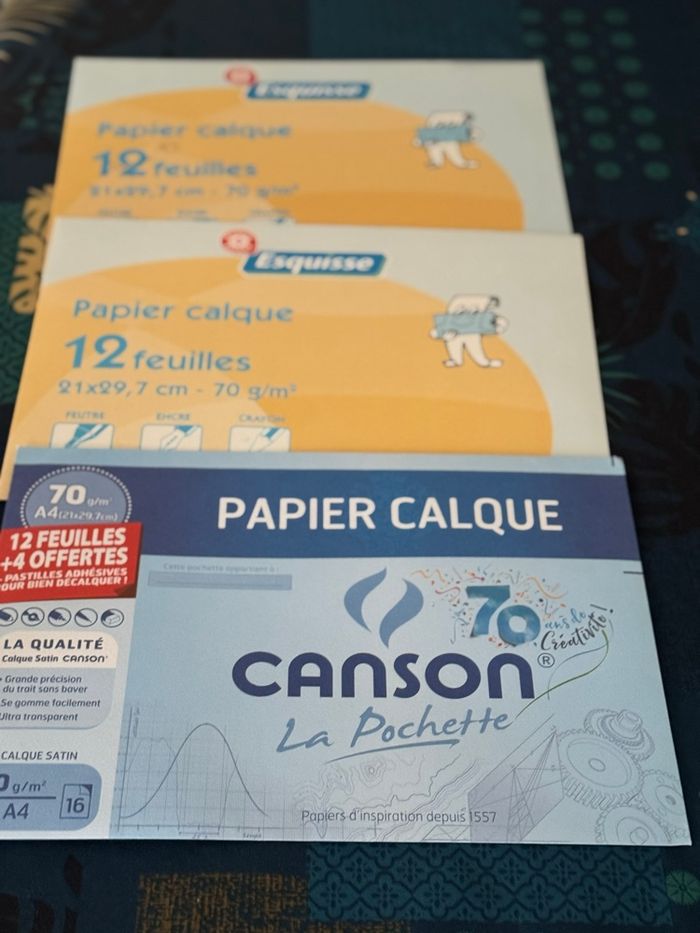 Esquisse
Papier calque
12 feuilles
21x29,7 cm - 70 g/m²
Esquisse
Papier calque
12 feuilles
21x29,7 cm - 70 g/m²
FEUTRE ENCRE CRAYON
70 g/m²
A4 (21x29.7cm)
PAPIER CALQUE
12 FEUILLES
+4 OFFERTES
PASTILLES ADHÉSIVES
OUR BIEN DÉCALQUER !
Cette pochette appartient à :
70 ans de
Créativité !
LA QUALITÉ
Calque Satin CANSON®
Grande précision
du trait sans baver
Se gomme facilement
Ultra transparent
CANSON®
La Pochette
CALQUE SATIN
0 g/m²
A4
16
Papiers d'inspiration depuis 1557